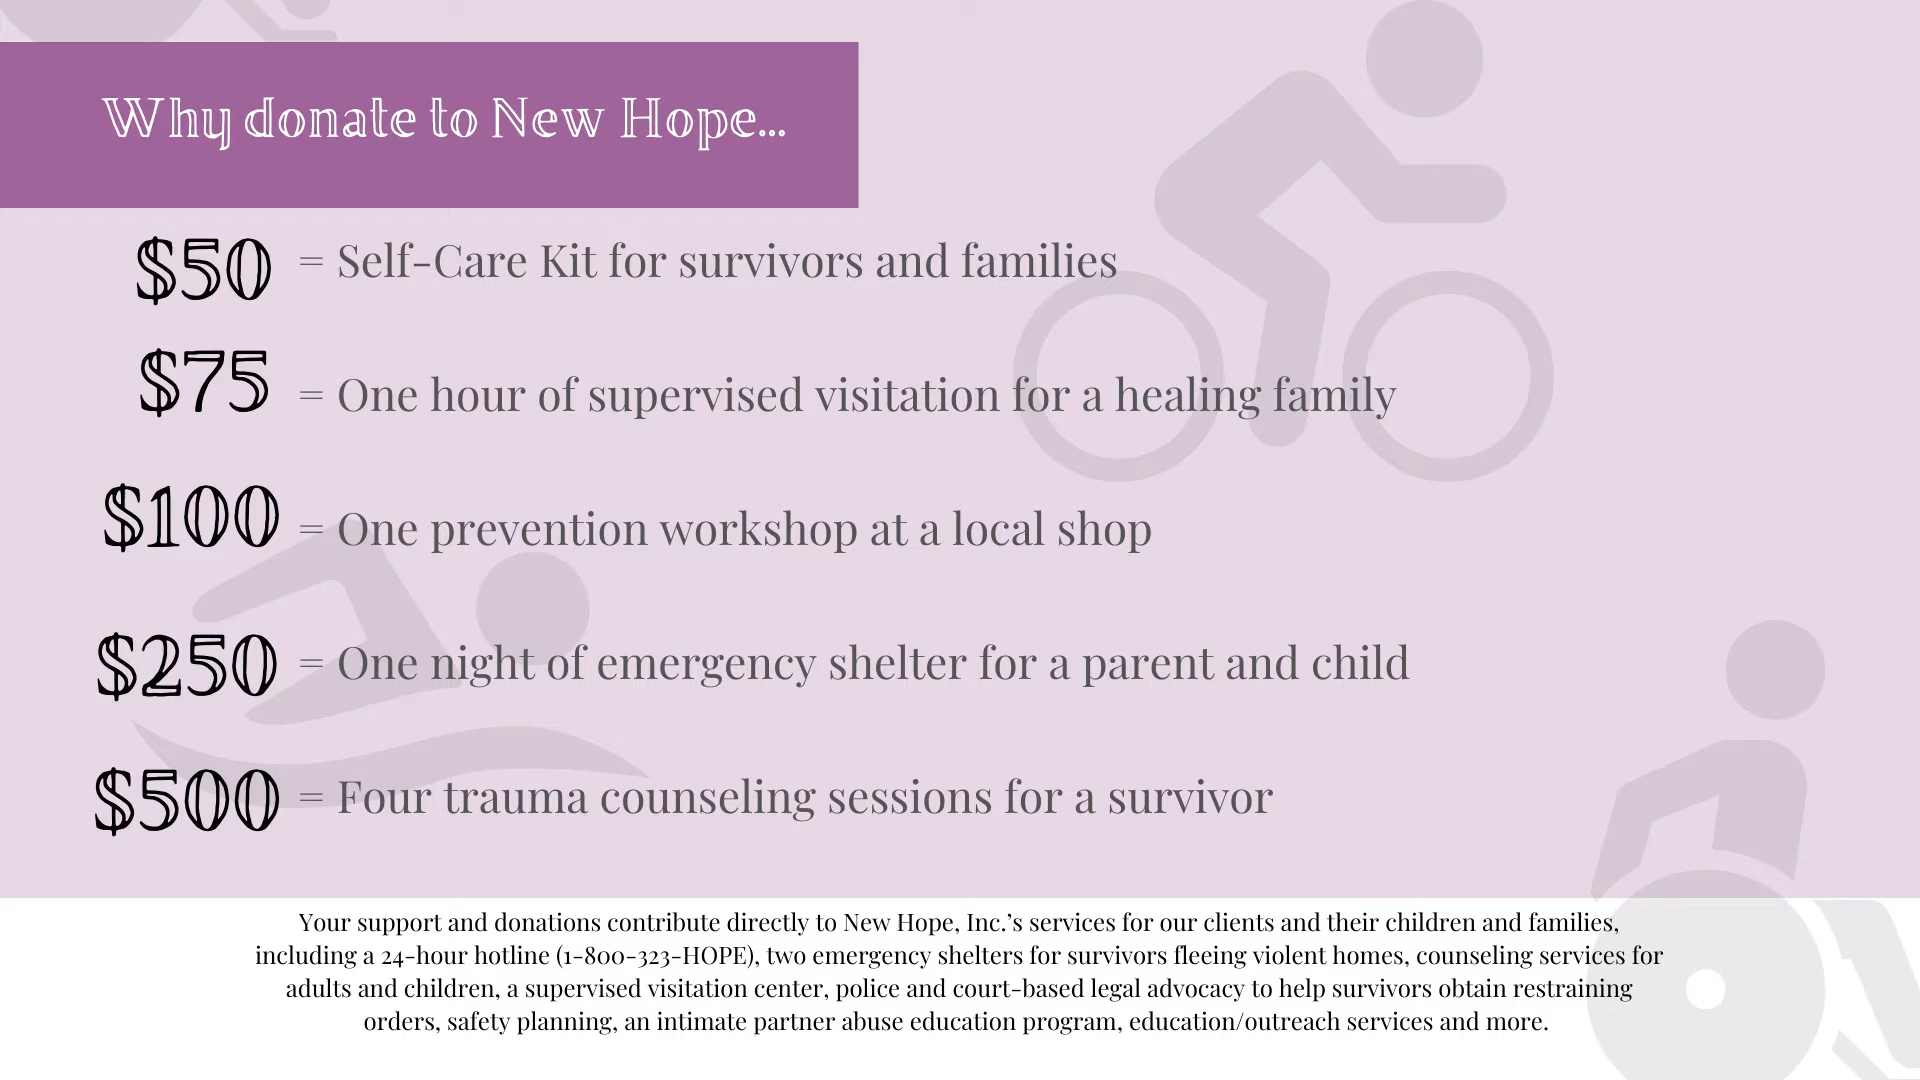 Why donate to New Hope...
$50 = Self-Care Kit for survivors and families
$75 = One hour of supervised visitation for a healing family
$100 = One prevention workshop at a local shop
$250 = One night of emergency shelter for a parent and child
$500 = Four trauma counseling sessions for a survivor
Your support and donations contribute directly to New Hope, Inc.’s services for our clients and their children and families,
including a 24-hour hotline (1-800-323-HOPE), two emergency shelters for survivors fleeing violent homes, counseling services for
adults and children, a supervised visitation center, police and court-based legal advocacy to help survivors obtain restraining
orders, safety planning, an intimate partner abuse education program, education/outreach services and more.